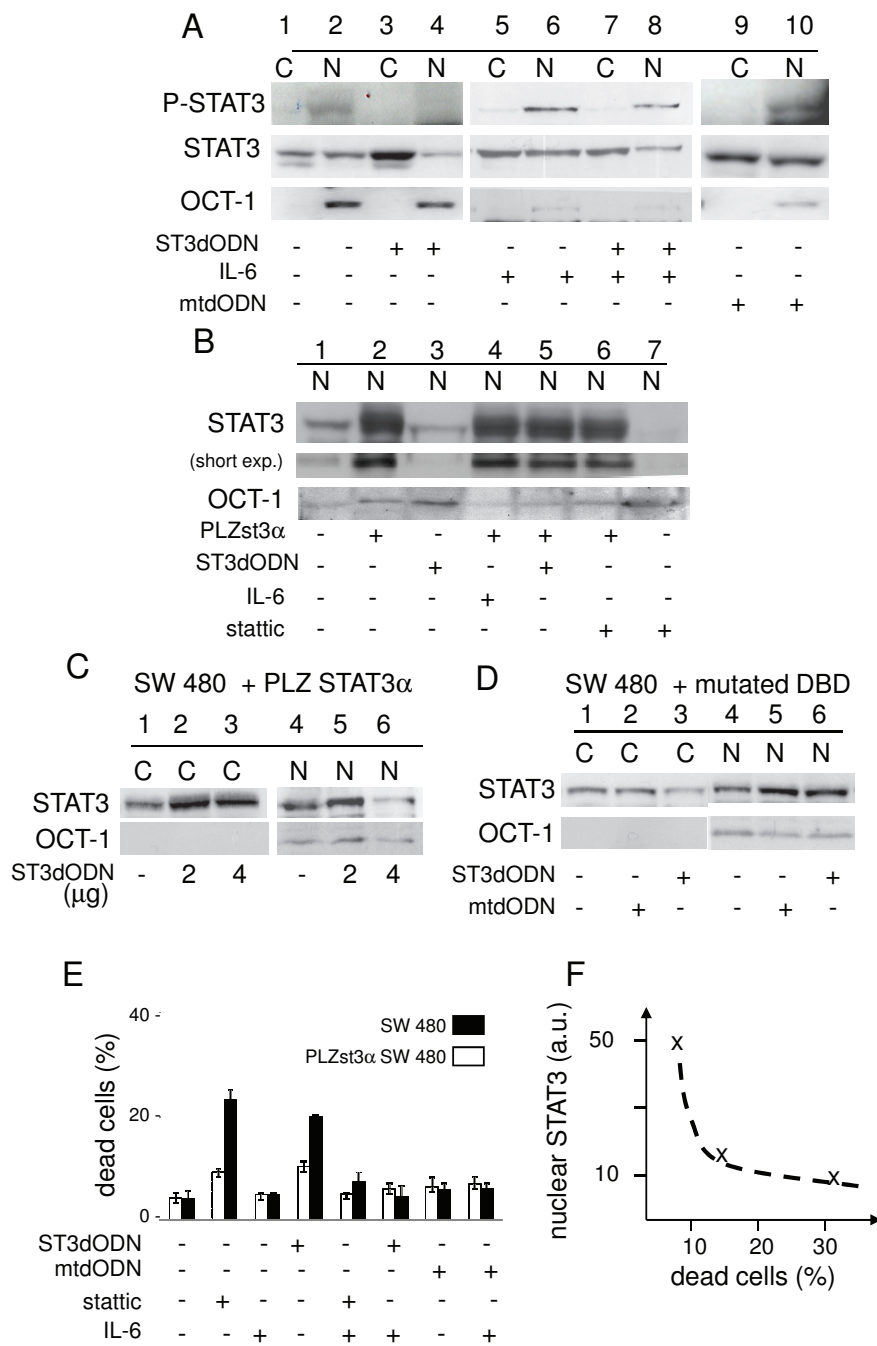 A
1 2 3 4 5 6 7 8 9 10
C N C N C N C N C N
P-STAT3
STAT3
OCT-1
ST3dODN - - + + - - + + - -
IL-6 - - - - + + + + - -
mtdODN - - - - - - - - + +
B
1 2 3 4 5 6 7
N N N N N N N
STAT3
(short exp.)
OCT-1
PLZst3α - + - + + + -
ST3dODN - - + - + - -
IL-6 - - - + - - -
stattic - - - - - + +
C
SW 480 + PLZ STAT3α
1 2 3 4 5 6
C C C N N N
STAT3
OCT-1
ST3dODN - 2 4 - 2 4
(μg)
D
SW 480 + mutated DBD
1 2 3 4 5 6
C C C N N N
STAT3
OCT-1
ST3dODN - - + - - +
mtdODN - + - - + -
E
dead cells (%)
40 -
20 -
0 -
SW 480
PLZst3α SW 480
ST3dODN - - - + - + - -
mtdODN - - - - - - + +
stattic - + - - + - - -
IL-6 - - + - + + - +
F
nuclear STAT3 (a.u.)
50
10
x
x
x
10 20 30
dead cells (%)